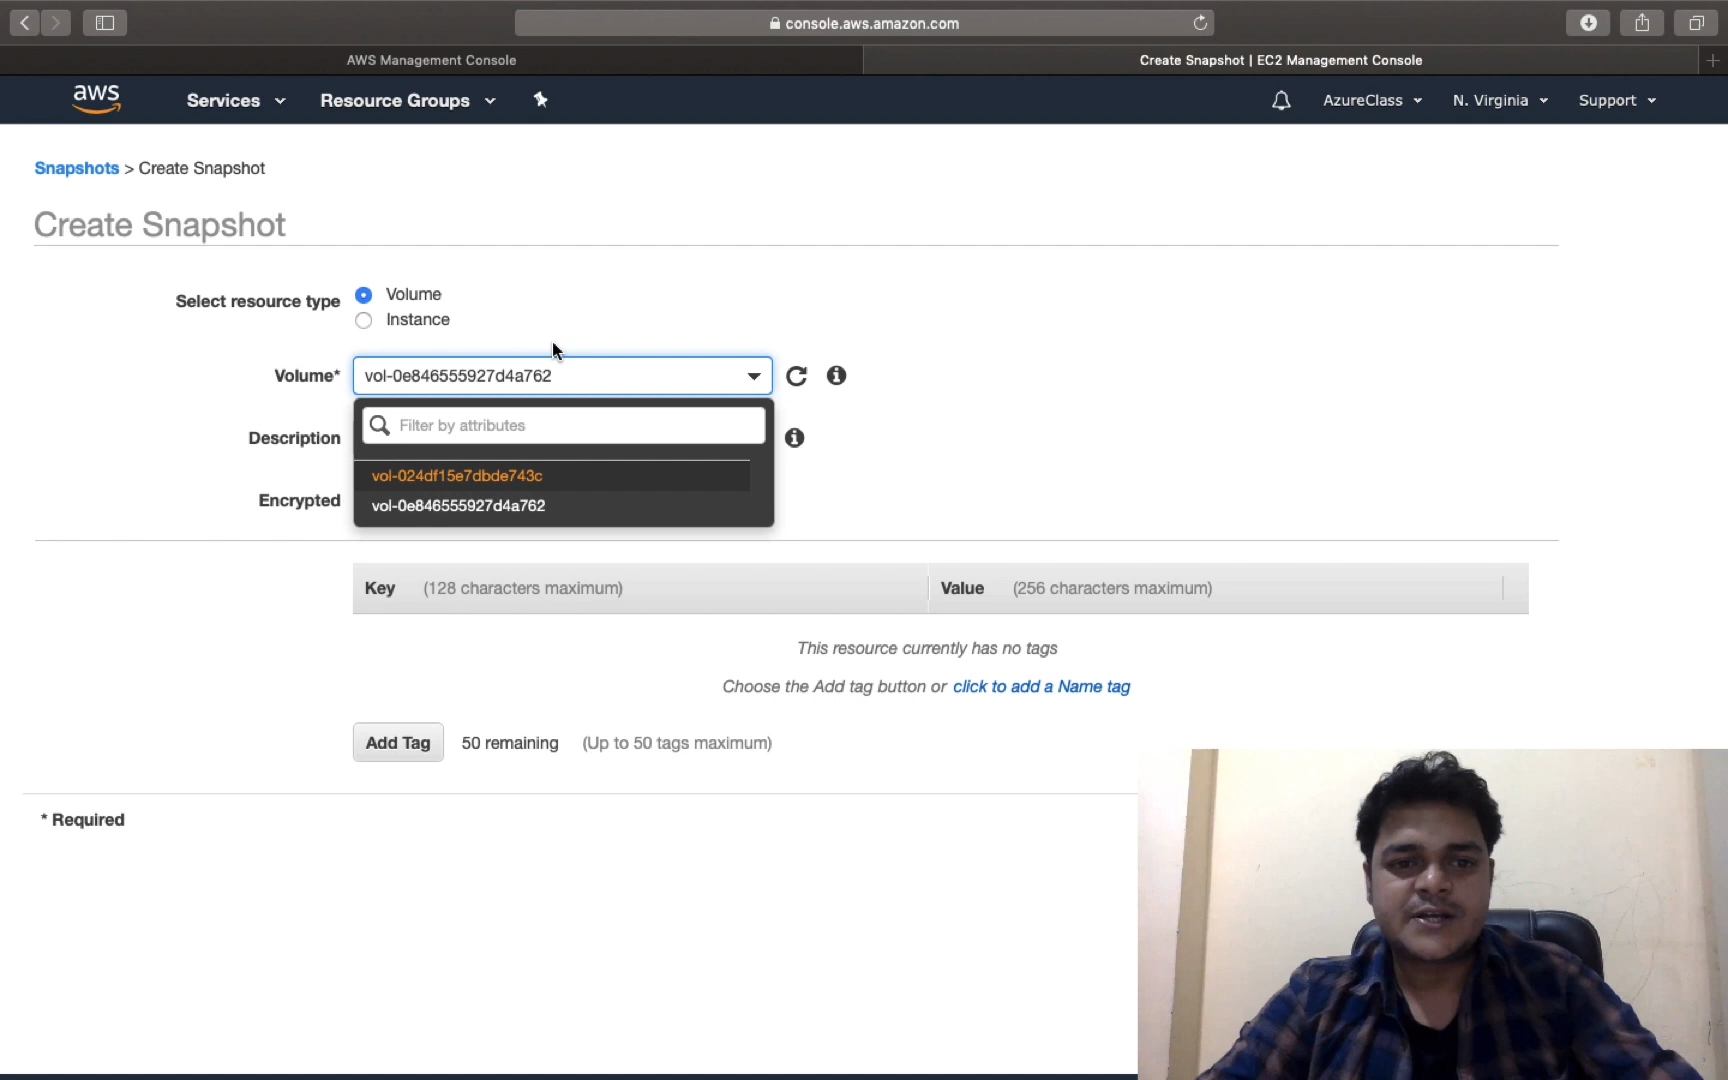 console.aws.amazon.com
AWS Management Console
Create Snapshot | EC2 Management Console
aws
Services
Resource Groups
AzureClass
N. Virginia
Support
Snapshots > Create Snapshot
Create Snapshot
Select resource type
Volume
Instance
Volume*
vol-0e846555927d4a762
Filter by attributes
Description
vol-024df15e7dbde743c
Encrypted
vol-0e846555927d4a762
Key (128 characters maximum)
Value (256 characters maximum)
This resource currently has no tags
Choose the Add tag button or click to add a Name tag
Add Tag
50 remaining
(Up to 50 tags maximum)
* Required